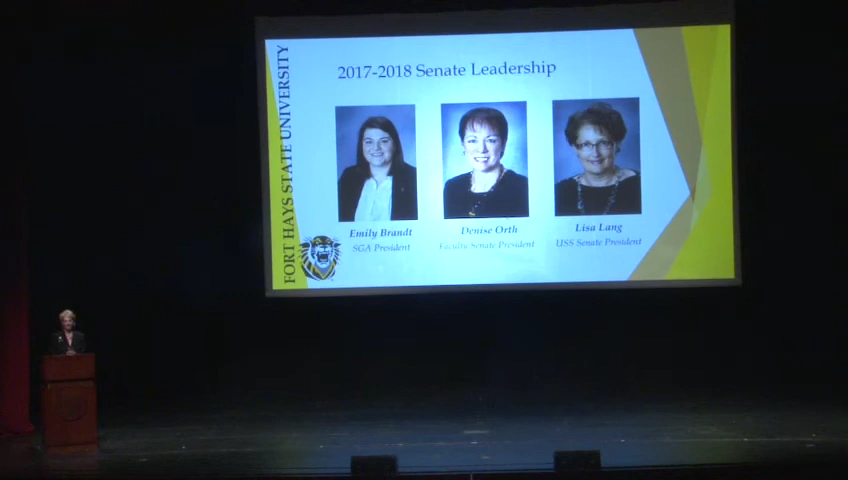 FORT HAYS STATE UNIVERSITY
2017-2018 Senate Leadership
Emily Brandt
SGA President
Denise Orth
Faculty Senate President
Lisa Lang
USS Senate President